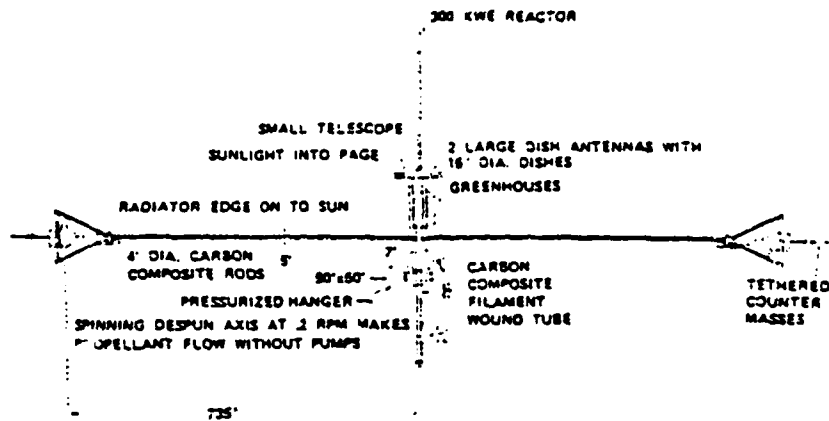 300 KWE REACTOR
SMALL TELESCOPE
SUNLIGHT INTO PAGE
2 LARGE DISH ANTENNAS WITH
16' DIA. DISHES
GREENHOUSES
RADIATOR EDGE ON TO SUN
4' DIA. CARBON
COMPOSITE RODS
5'
7'
PRESSURIZED HANGER
CARBON
COMPOSITE
FILAMENT
WOUND TUBE
TETHERED
COUNTER
MASSES
SPINNING DESPUN AXIS AT .2 RPM MAKES
PROPELLANT FLOW WITHOUT PUMPS
735'